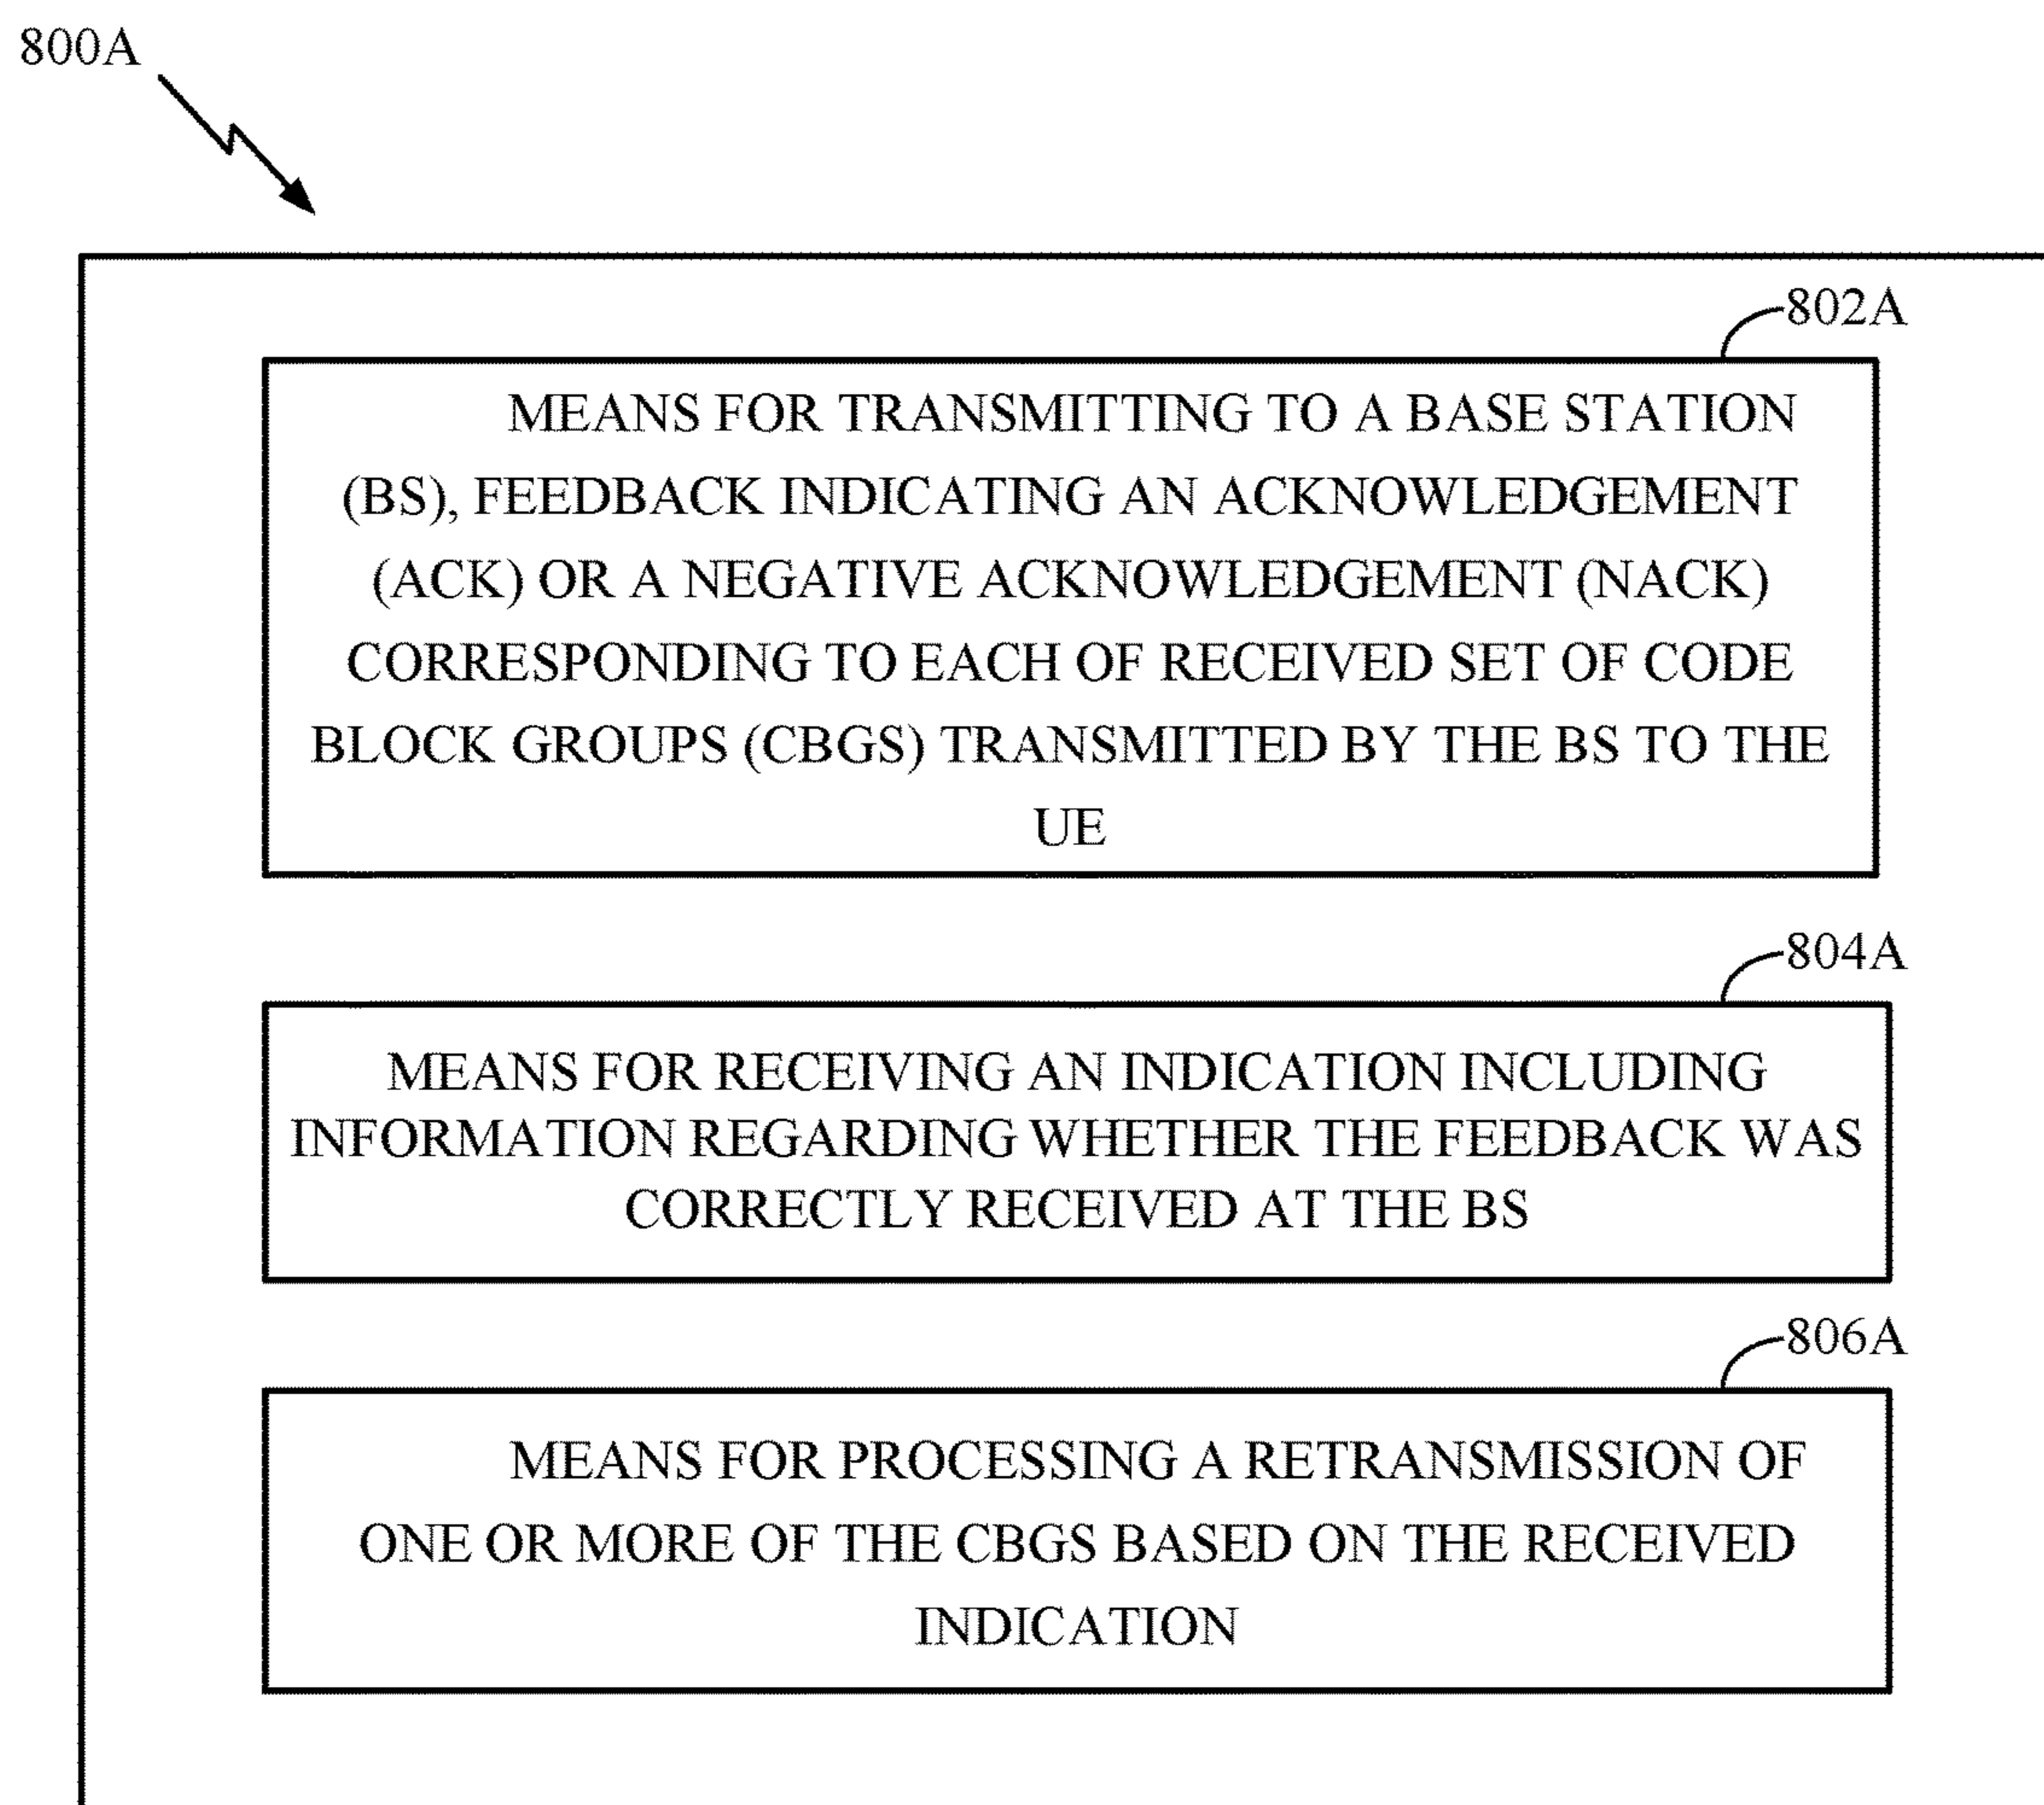 800A
802A
MEANS FOR TRANSMITTING TO A BASE STATION
(BS), FEEDBACK INDICATING AN ACKNOWLEDGEMENT
(ACK) OR A NEGATIVE ACKNOWLEDGEMENT (NACK)
CORRESPONDING TO EACH OF RECEIVED SET OF CODE
BLOCK GROUPS (CBGS) TRANSMITTED BY THE BS TO THE
UE
804A
MEANS FOR RECEIVING AN INDICATION INCLUDING
INFORMATION REGARDING WHETHER THE FEEDBACK WAS
CORRECTLY RECEIVED AT THE BS
806A
MEANS FOR PROCESSING A RETRANSMISSION OF
ONE OR MORE OF THE CBGS BASED ON THE RECEIVED
INDICATION